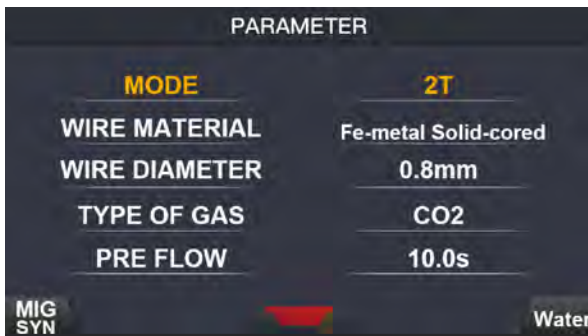 PARAMETER
MODE 2T
WIRE MATERIAL Fe-metal Solid-cored
WIRE DIAMETER 0.8mm
TYPE OF GAS CO2
PRE FLOW 10.0s
MIG
SYN
Water